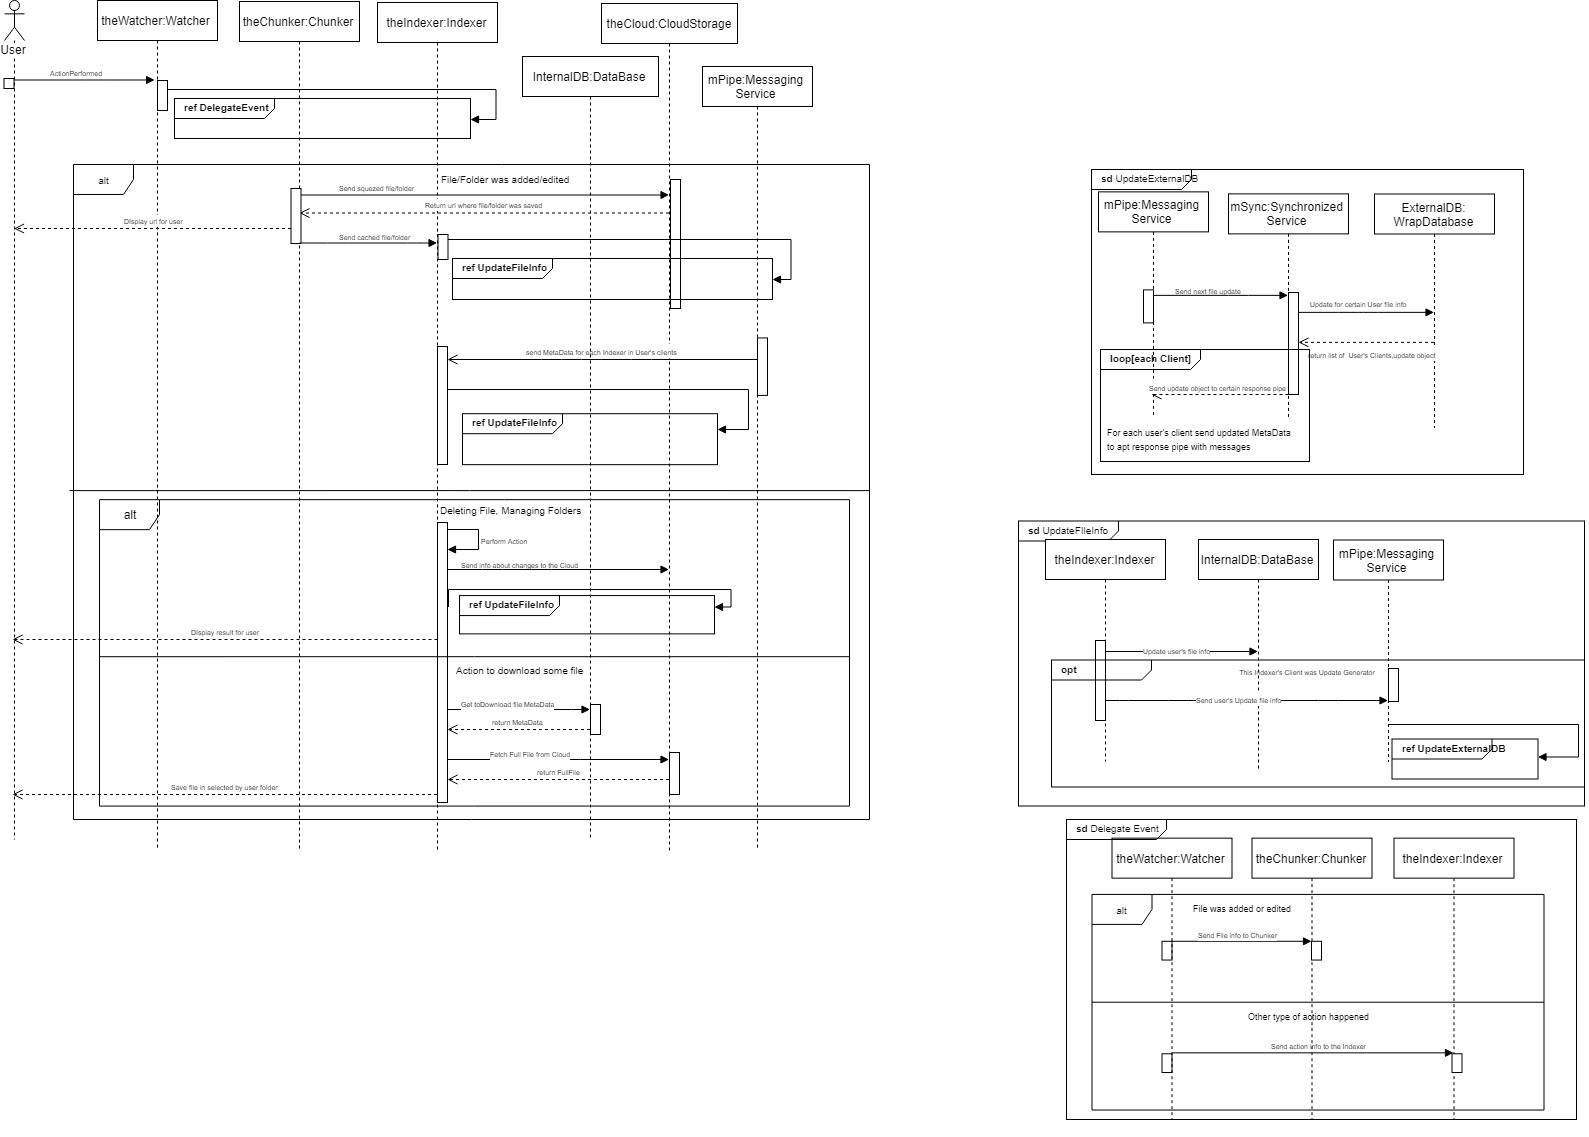 User
theWatcher:Watcher
theChunker:Chunker
theIndexer:Indexer
theCloud:CloudStorage
InternalDB:DataBase
mPipe:Messaging
Service
ActionPerformed
ref DelegateEvent
alt
File/Folder was added/edited
Send squezed file/folder
Return url where file/folder was saved
Display url for user
Send cached file/folder
ref UpdateFileInfo
send MetaData for each Indexer in User's clients
ref UpdateFileInfo
alt
Deleting File, Managing Folders
Perform Action
Send info about changes to the Cloud
ref UpdateFileInfo
Display result for user
Action to download some file
Get toDownload file MetaData
return MetaData
Fetch Full File from Cloud
return FullFile
Save file in selected by user folder
sd UpdateExternalDB
mPipe:Messaging
Service
mSync:Synchronized
Service
ExternalDB:
WrapDatabase
Send next file update
Update for certain User file info
return list of User's Clients,update object
loop[each Client]
Send update object to certain response pipe
For each user's client send updated MetaData
to apt response pipe with messages
sd UpdateFIleInfo
theIndexer:Indexer
InternalDB:DataBase
mPipe:Messaging
Service
Update user's file info
opt
This Indexer's Client was Update Generator
Send user's Update file info
ref UpdateExternalDB
sd Delegate Event
theWatcher:Watcher
theChunker:Chunker
theIndexer:Indexer
alt
File was added or edited
Send File info to Chunker
Other type of action happened
Send action info to the Indexer